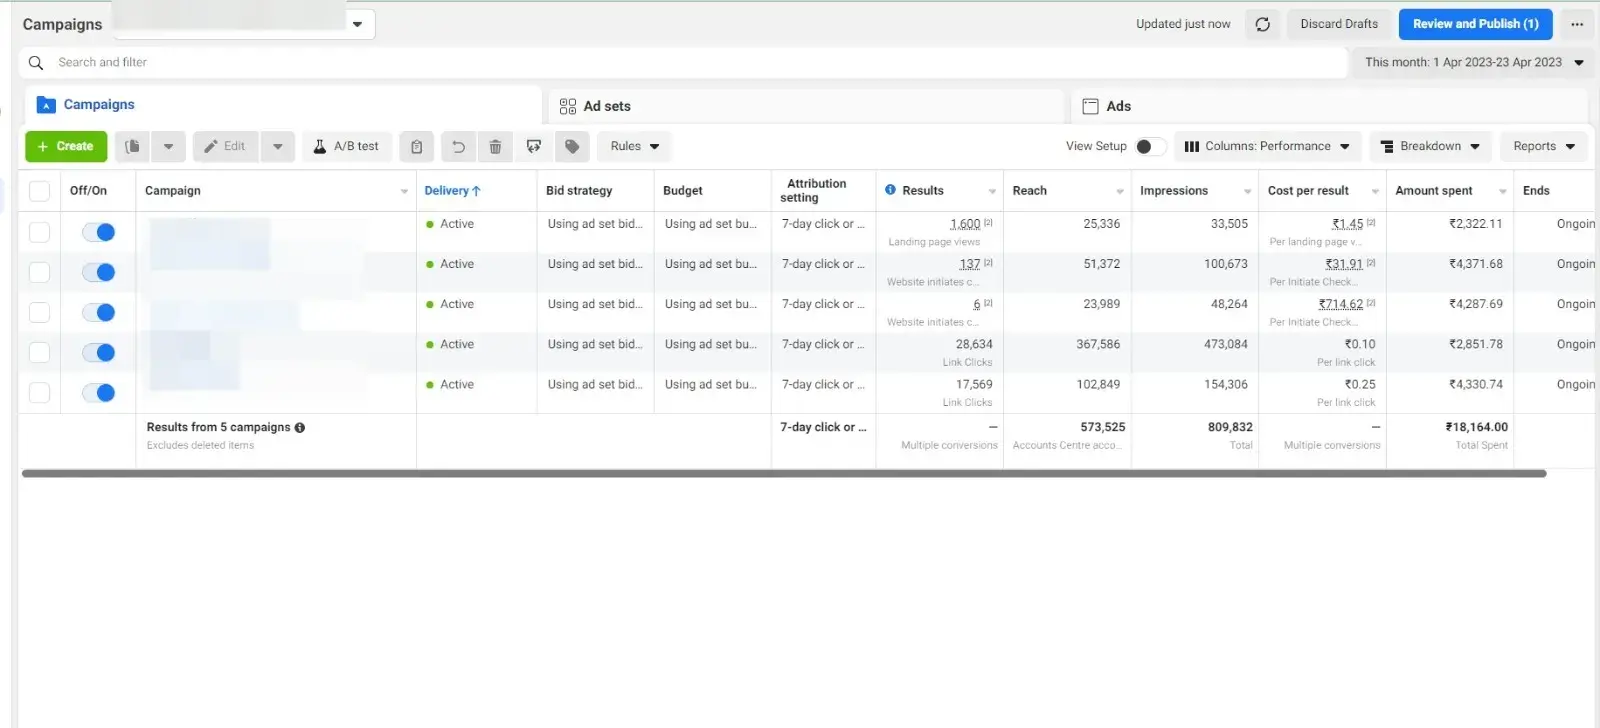 Campaigns
Updated just now Discard Drafts Review and Publish (1) ...
Search and filter This month: 1 Apr 2023-23 Apr 2023
Campaigns Ad sets Ads
+ Create Edit A/B test Rules View Setup Columns: Performance Breakdown Reports
Off/On Campaign Delivery↑ Bid strategy Budget Attribution setting Results Reach Impressions Cost per result Amount spent Ends
Active Using ad set bid... Using ad set bu... 7-day click or ... 1,600 [2] 25,336 33,505 ₹1.45 [2] ₹2,322.11 Ongoin
Landing page views Per landing page v...
Active Using ad set bid... Using ad set bu... 7-day click or ... 137 [2] 51,372 100,673 ₹31.91 [2] ₹4,371.68 Ongoin
Website initiates c... Per Initiate Check...
Active Using ad set bid... Using ad set bu... 7-day click or ... 6 [2] 23,989 48,264 ₹714.62 [2] ₹4,287.69 Ongoin
Website initiates c... Per Initiate Check...
Active Using ad set bid... Using ad set bu... 7-day click or ... 28,634 367,586 473,084 ₹0.10 ₹2,851.78 Ongoin
Link Clicks Per link click
Active Using ad set bid... Using ad set bu... 7-day click or ... 17,569 102,849 154,306 ₹0.25 ₹4,330.74 Ongoin
Link Clicks Per link click
Results from 5 campaigns 7-day click or ... — 573,525 809,832 — ₹18,164.00
Excludes deleted items Multiple conversions Accounts Centre acco... Total Multiple conversions Total Spent